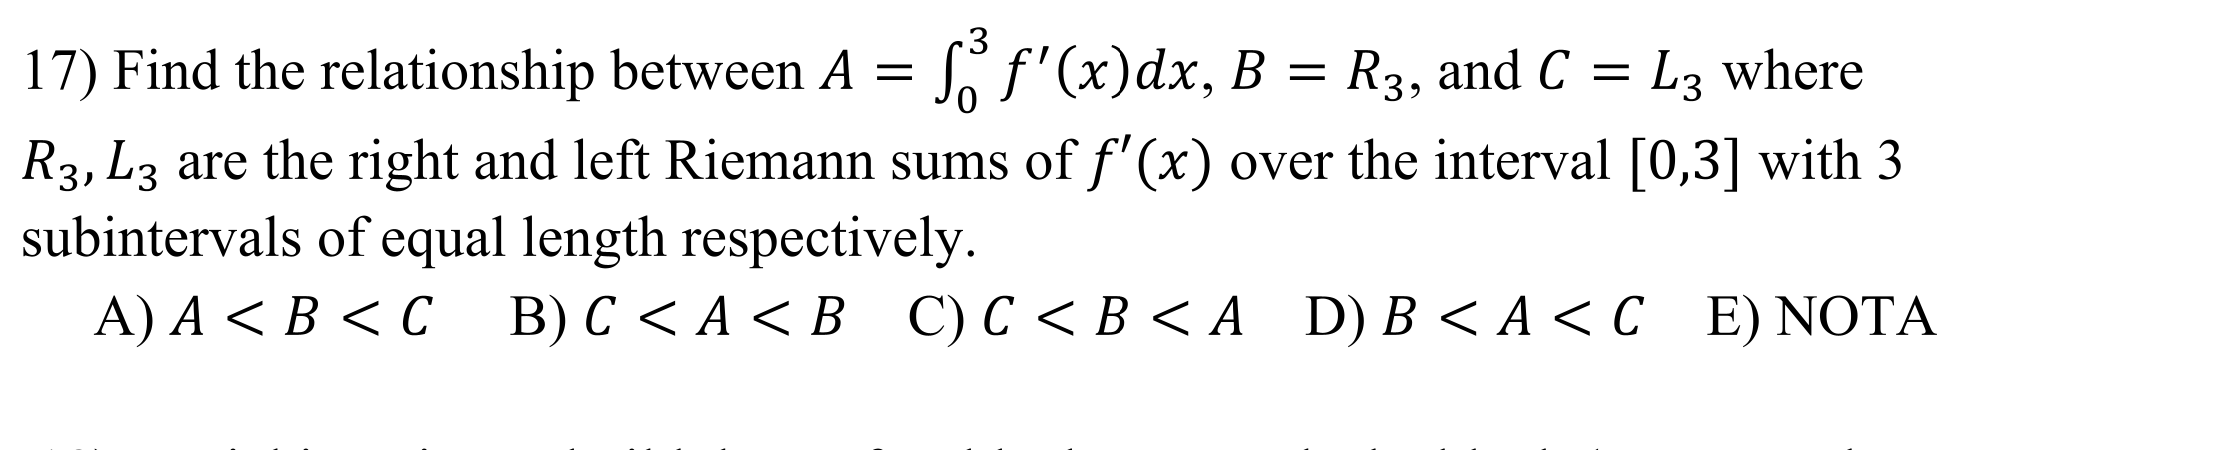 17) Find the relationship between A = ∫₀³ f′(x)dx, B = R₃, and C = L₃ where
R₃, L₃ are the right and left Riemann sums of f′(x) over the interval [0,3] with 3
subintervals of equal length respectively.
A) A < B < C B) C < A < B C) C < B < A D) B < A < C E) NOTA